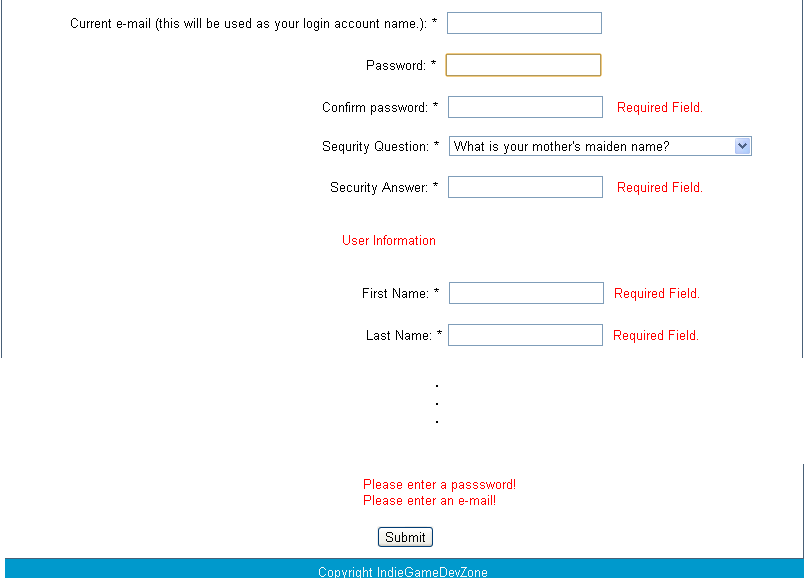 Current e-mail (this will be used as your login account name.): *
Password: *
Confirm password: * Required Field.
Sequrity Question: * What is your mother's maiden name?
Security Answer: * Required Field.
User Information
First Name: * Required Field.
Last Name: * Required Field.
.
.
.
Please enter a passsword!
Please enter an e-mail!
Submit
Copyright IndieGameDevZone